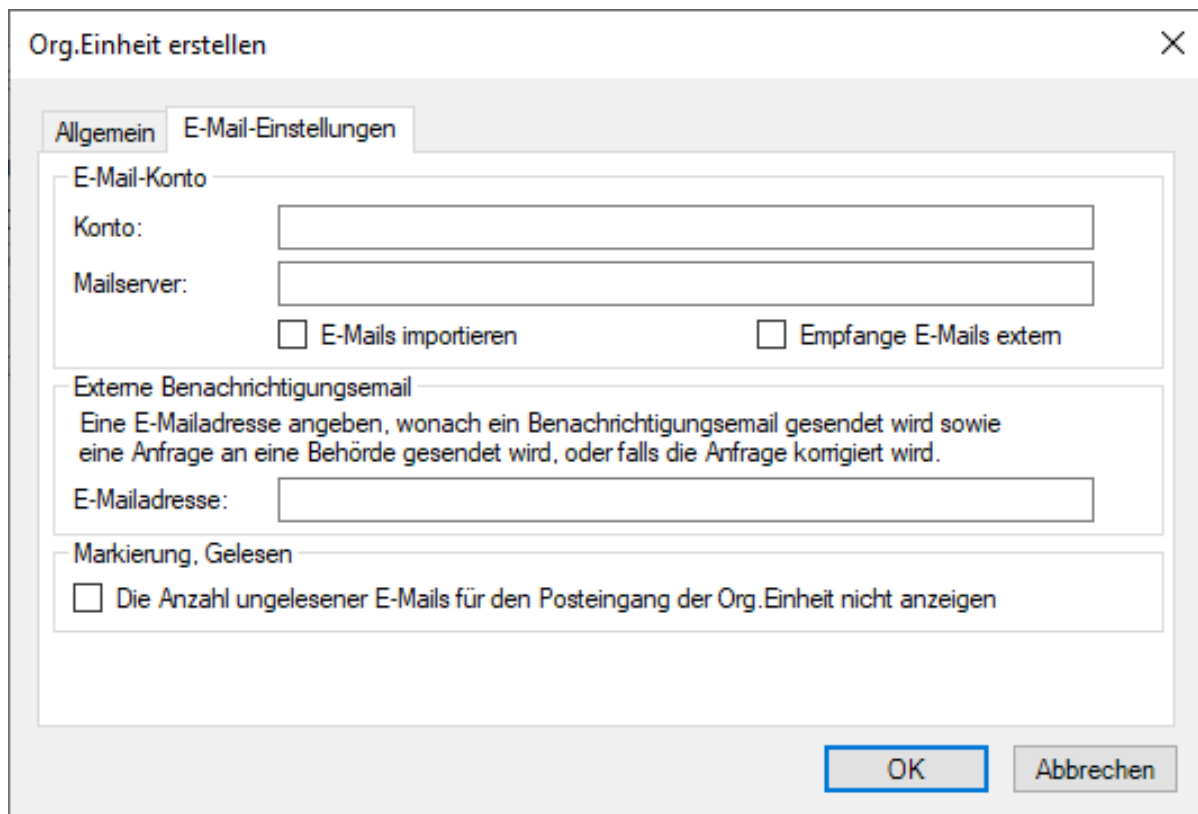 Org.Einheit erstellen
Allgemein
E-Mail-Einstellungen
E-Mail-Konto
Konto:
Mailserver:
E-Mails importieren
Empfange E-Mails extern
Externe Benachrichtigungsemail
Eine E-Mailadresse angeben, wonach ein Benachrichtigungsemail gesendet wird sowie
eine Anfrage an eine Behörde gesendet wird, oder falls die Anfrage korrigiert wird.
E-Mailadresse:
Markierung, Gelesen
Die Anzahl ungelesener E-Mails für den Posteingang der Org.Einheit nicht anzeigen
OK
Abbrechen